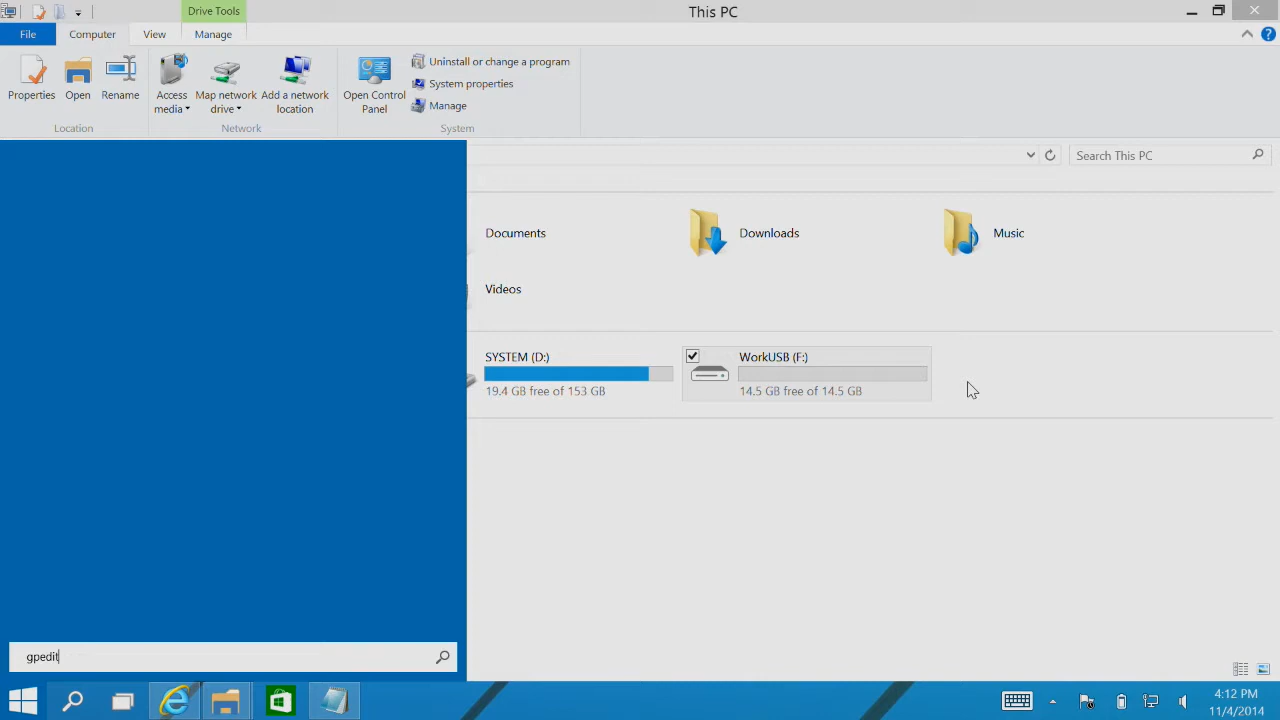 Drive Tools
This PC
File
Computer
View
Manage
Properties
Open
Rename
Access media
Map network drive
Add a network location
Open Control Panel
Uninstall or change a program
System properties
Manage
Location
Network
System
Search This PC
Documents
Downloads
Music
Videos
SYSTEM (D:)
19.4 GB free of 153 GB
WorkUSB (F:)
14.5 GB free of 14.5 GB
gpedit
4:12 PM
11/4/2014